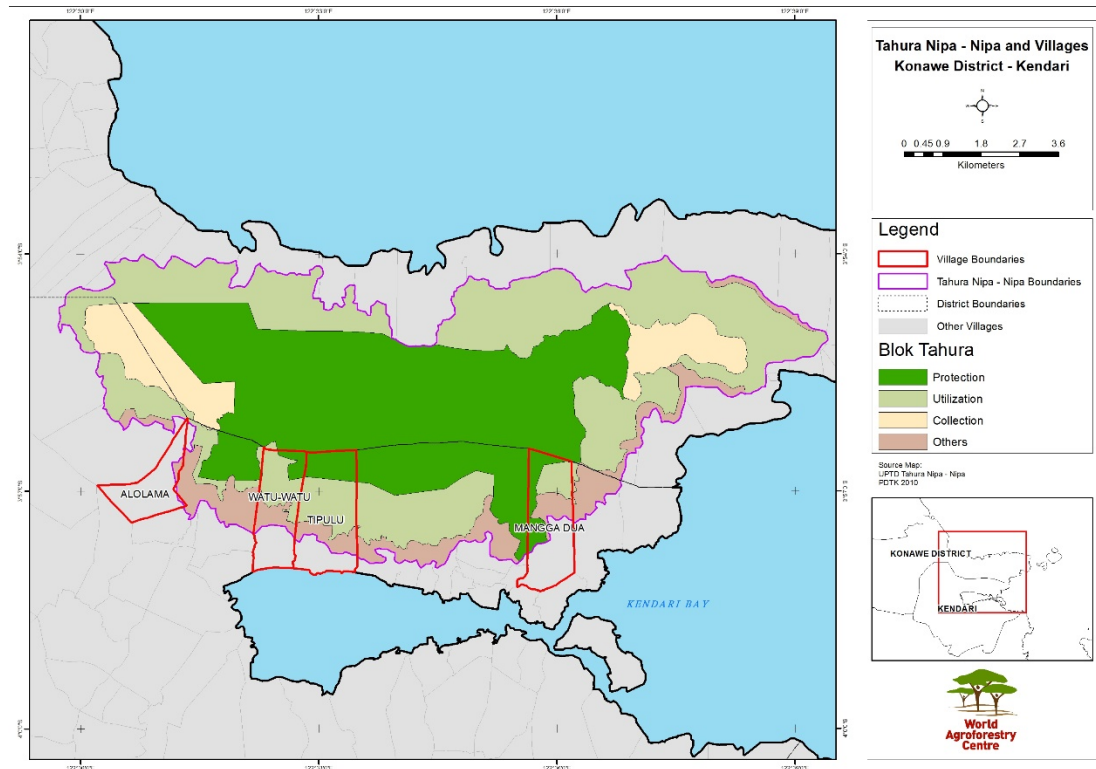 Tahura Nipa - Nipa and Villages
Konawe District - Kendari
N
S
0 0.45 0.9 1.8 2.7 3.6
Kilometers
Legend
Village Boundaries
Tahura Nipa - Nipa Boundaries
District Boundaries
Other Villages
Blok Tahura
Protection
Utilization
Collection
Others
Source Map:
UPTD Tahura Nipa - Nipa
PDTK 2010
KONAWE DISTRICT
KENDARI
World
Agroforestry
Centre
ALOLAMA
WATU-WATU
TIPULU
MANGGA DUA
KENDARI BAY